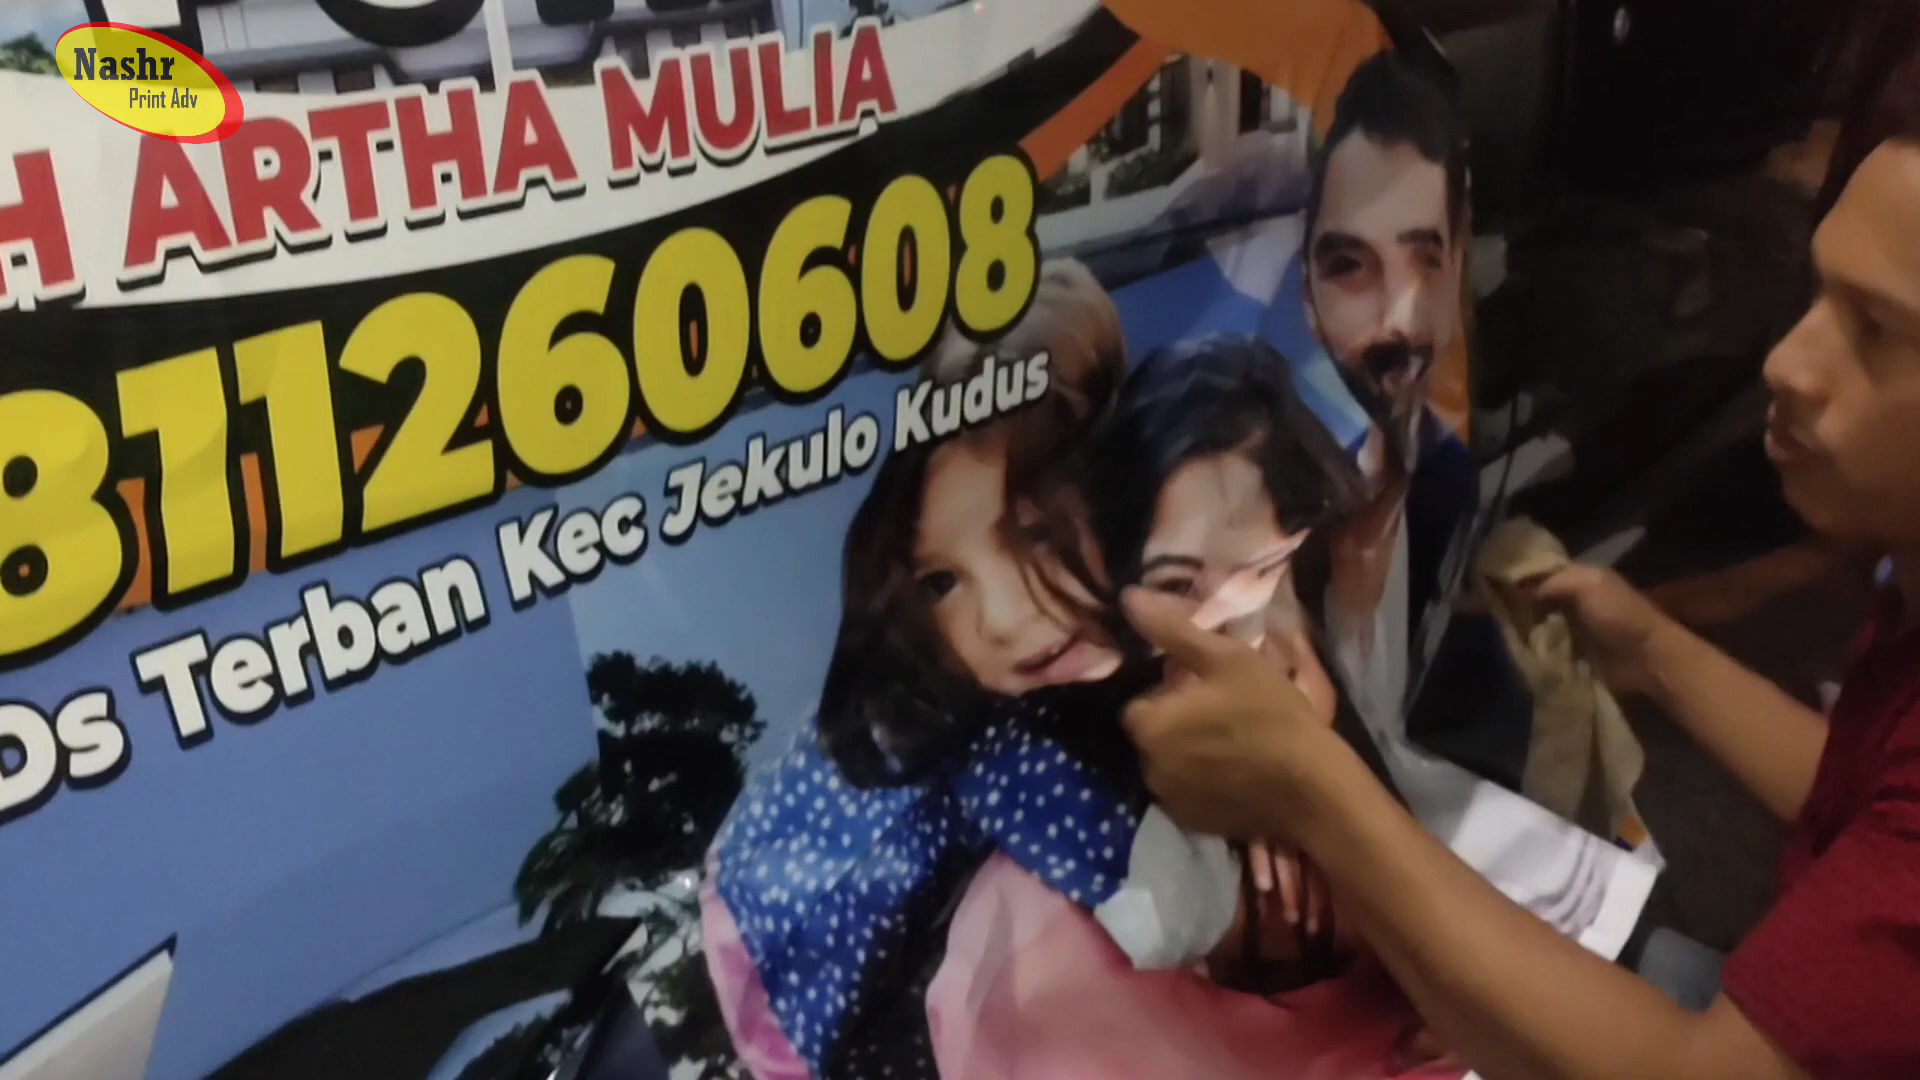 Nashr
Print Adv
H ARTHA MULIA
811260608
Ds Terban Kec Jekulo Kudus